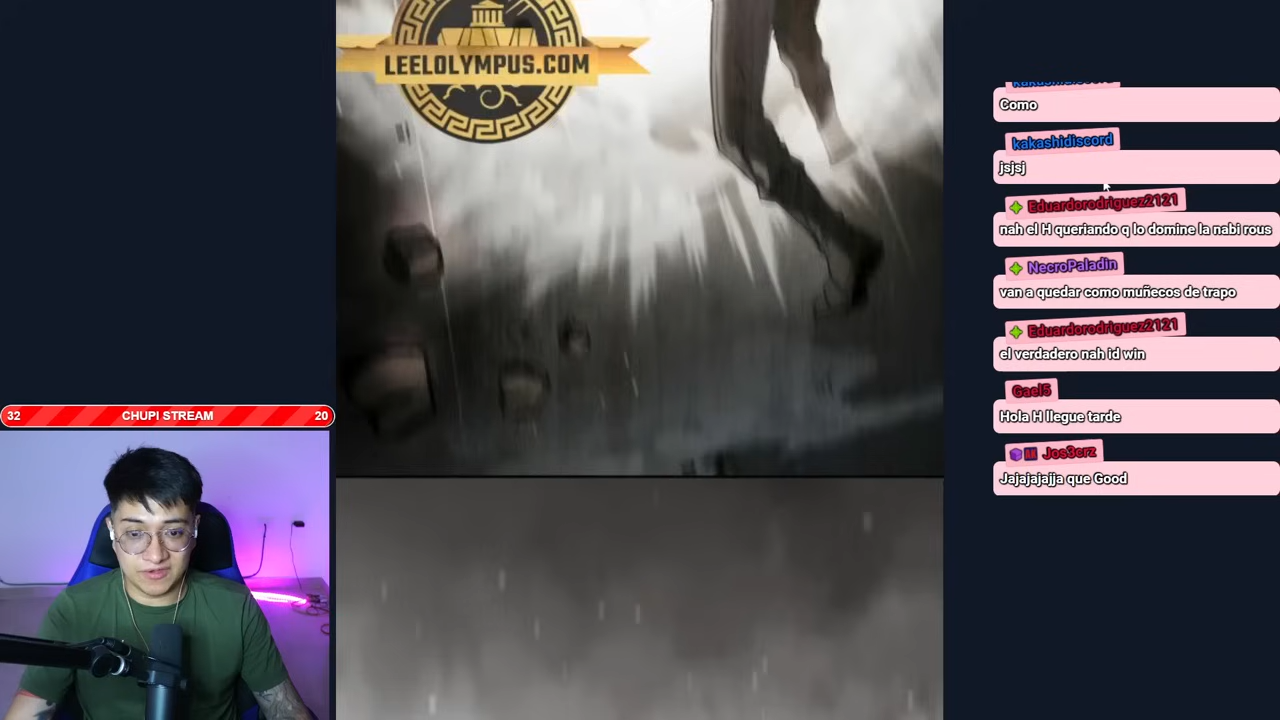 LEELOLYMPUS.COM
Como
kakashidiscord
jsjsj
Eduardorodriguez2121
nah el H queriando q lo domine la nabi rous
NecroPaladin
van a quedar como muñecos de trapo
Eduardorodriguez2121
el verdadero nah id win
Gael5
Hola H llegue tarde
Jos3erz
Jajajajajja que Good
32 CHUPI STREAM 20